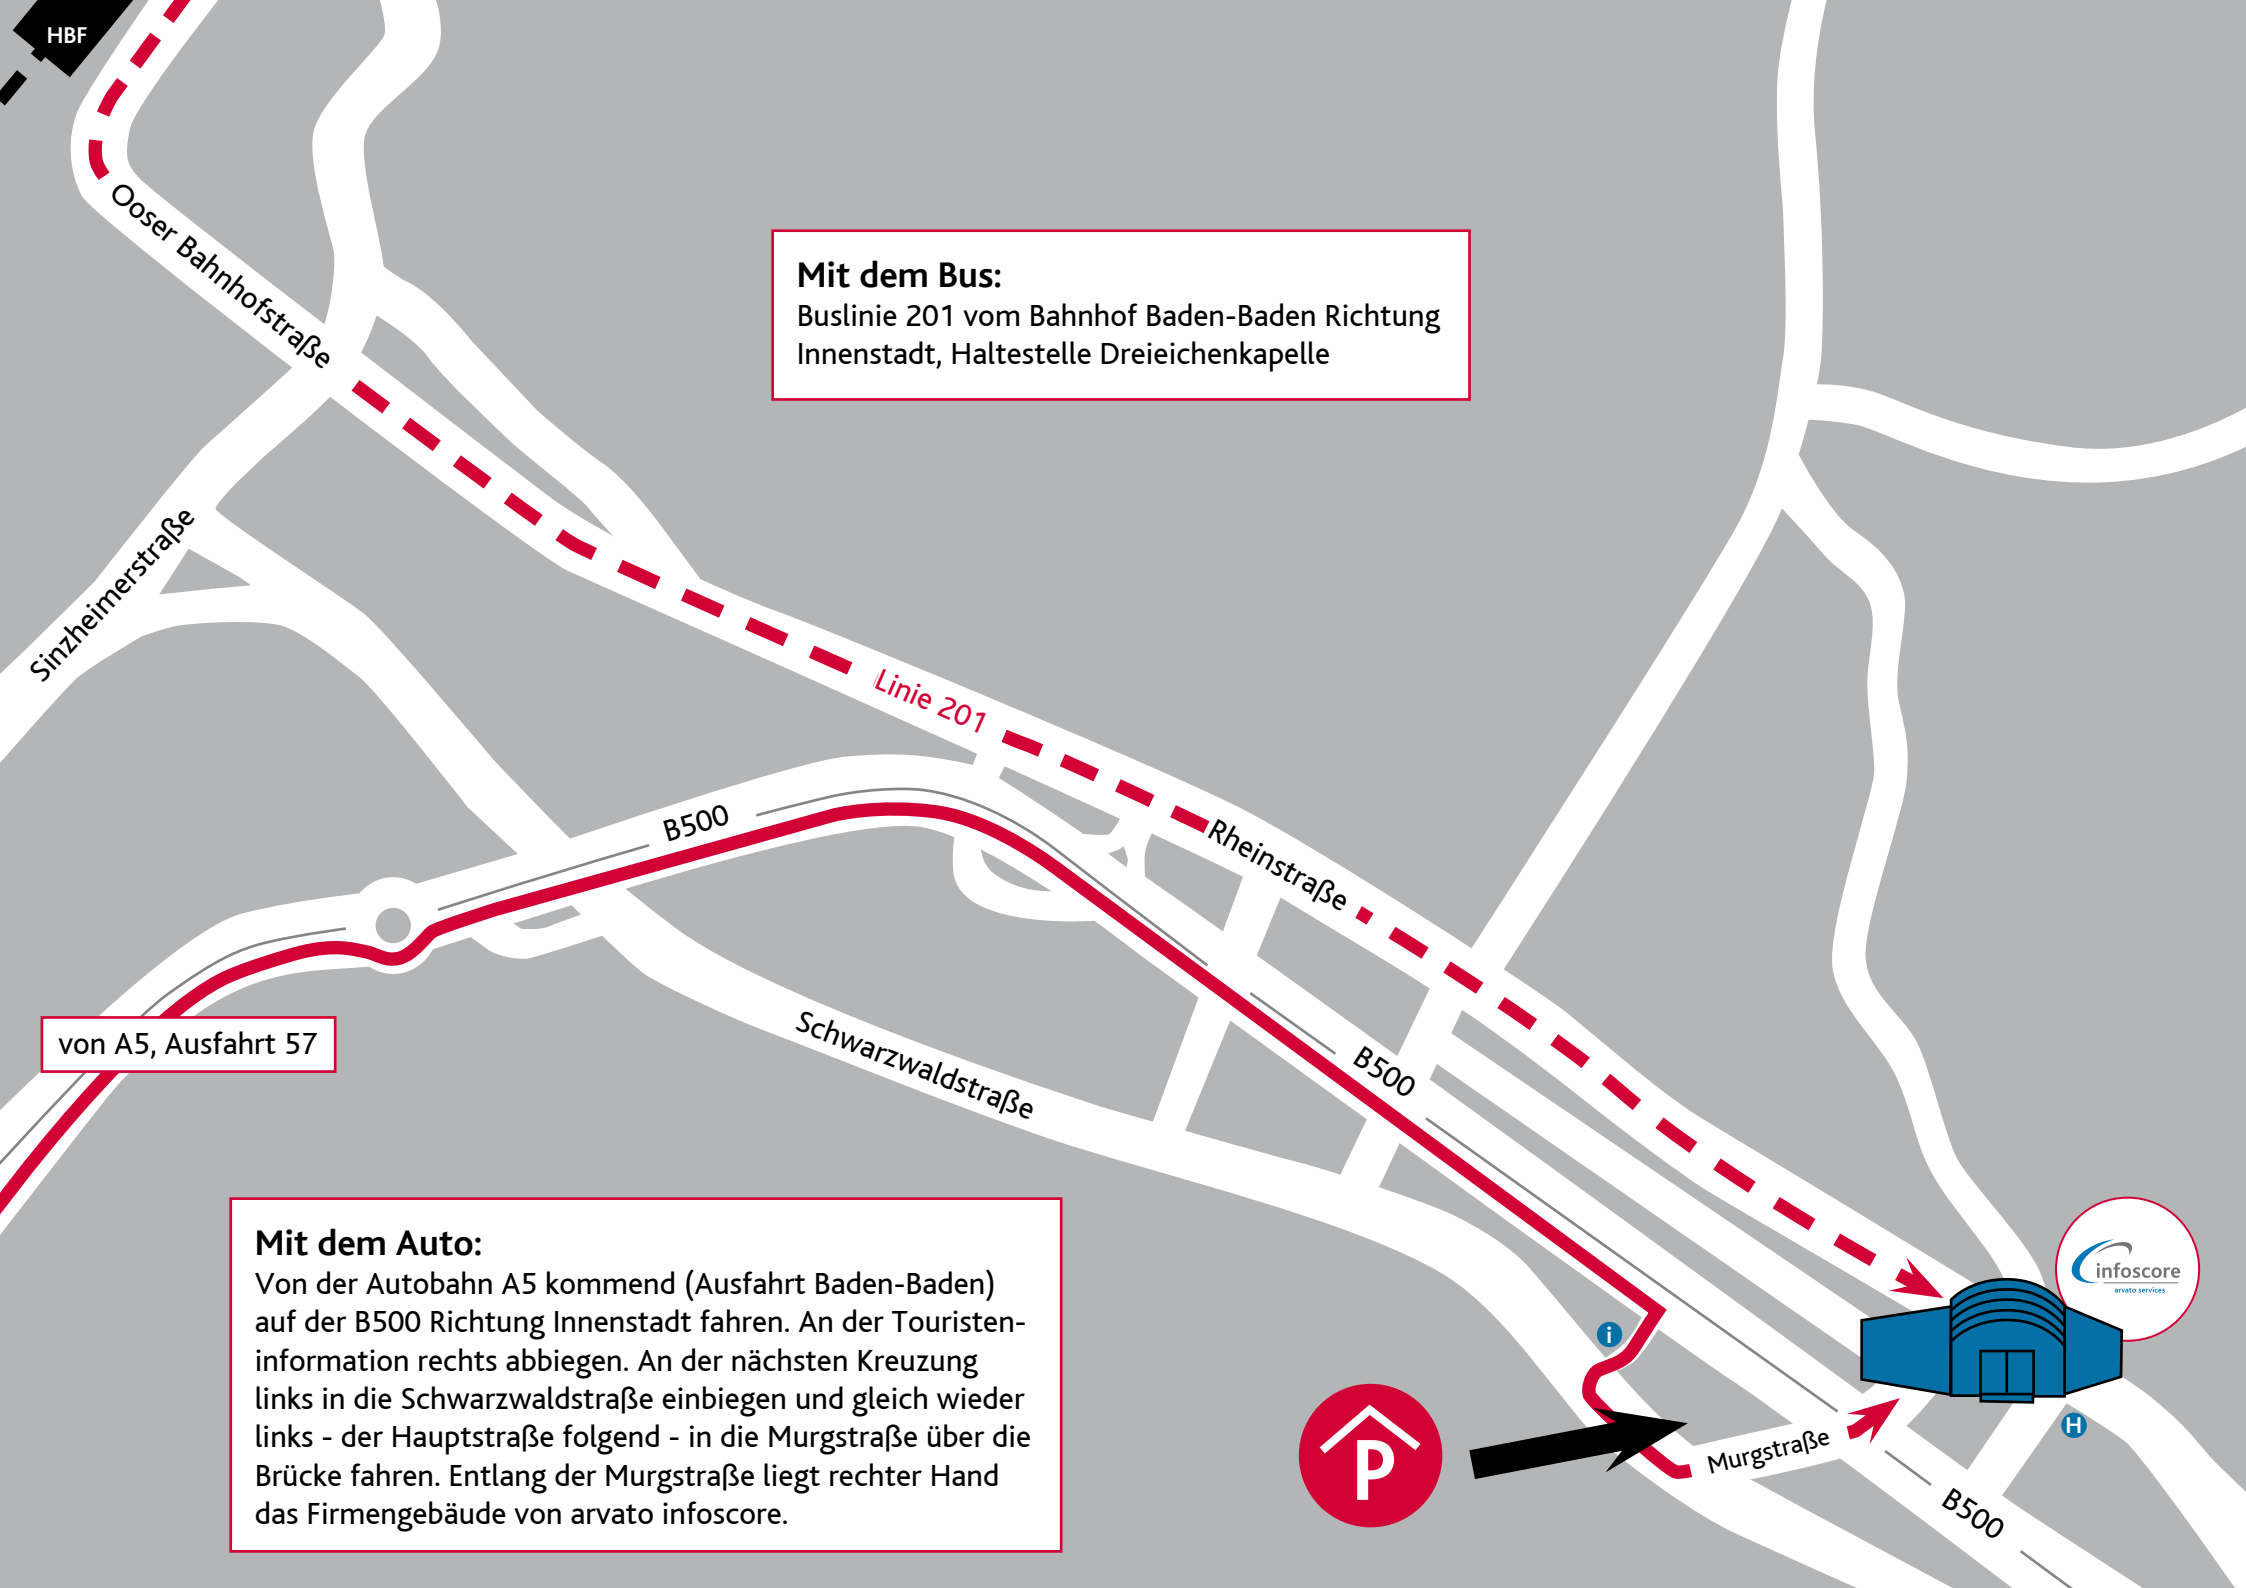 HBF
Ooser Bahnhofstraße
Mit dem Bus:
Buslinie 201 vom Bahnhof Baden-Baden Richtung
Innenstadt, Haltestelle Dreieichenkapelle
Sinzheimerstraße
Linie 201
B500
Rheinstraße
von A5, Ausfahrt 57
Schwarzwaldstraße
B500
Mit dem Auto:
Von der Autobahn A5 kommend (Ausfahrt Baden-Baden)
auf der B500 Richtung Innenstadt fahren. An der Touristen-
information rechts abbiegen. An der nächsten Kreuzung
links in die Schwarzwaldstraße einbiegen und gleich wieder
links - der Hauptstraße folgend - in die Murgstraße über die
Brücke fahren. Entlang der Murgstraße liegt rechter Hand
das Firmengebäude von arvato infoscore.
infoscore
arvato services
i
P
H
Murgstraße
B500